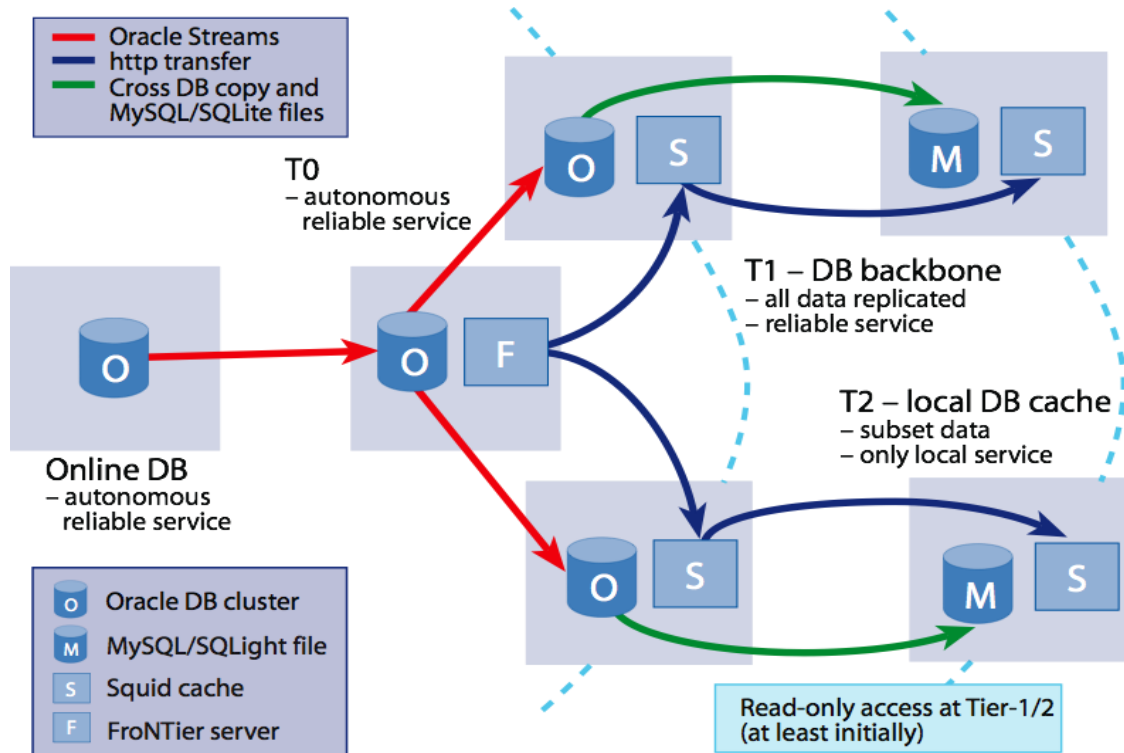 Oracle Streams
http transfer
Cross DB copy and
MySQL/SQLite files
T0
– autonomous
reliable service
O
S
M
S
T1 – DB backbone
– all data replicated
– reliable service
O
O
F
T2 – local DB cache
– subset data
– only local service
Online DB
– autonomous
reliable service
O
S
M
S
O Oracle DB cluster
M MySQL/SQLight file
S Squid cache
F FroNTier server
Read-only access at Tier-1/2
(at least initially)